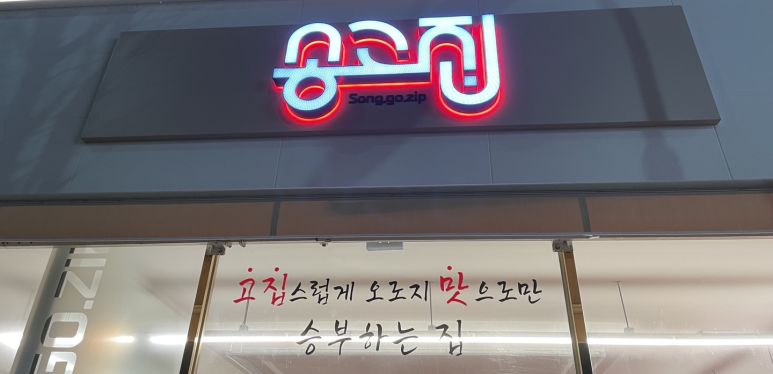 송고집
Song.go.zip
고집스럽게 오로지 맛으로만
승부하는 집